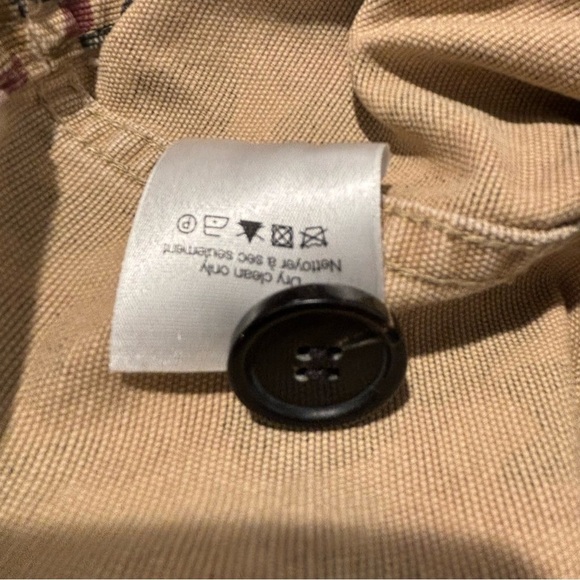 Dry clean only
Nettoyer à sec seulement
P